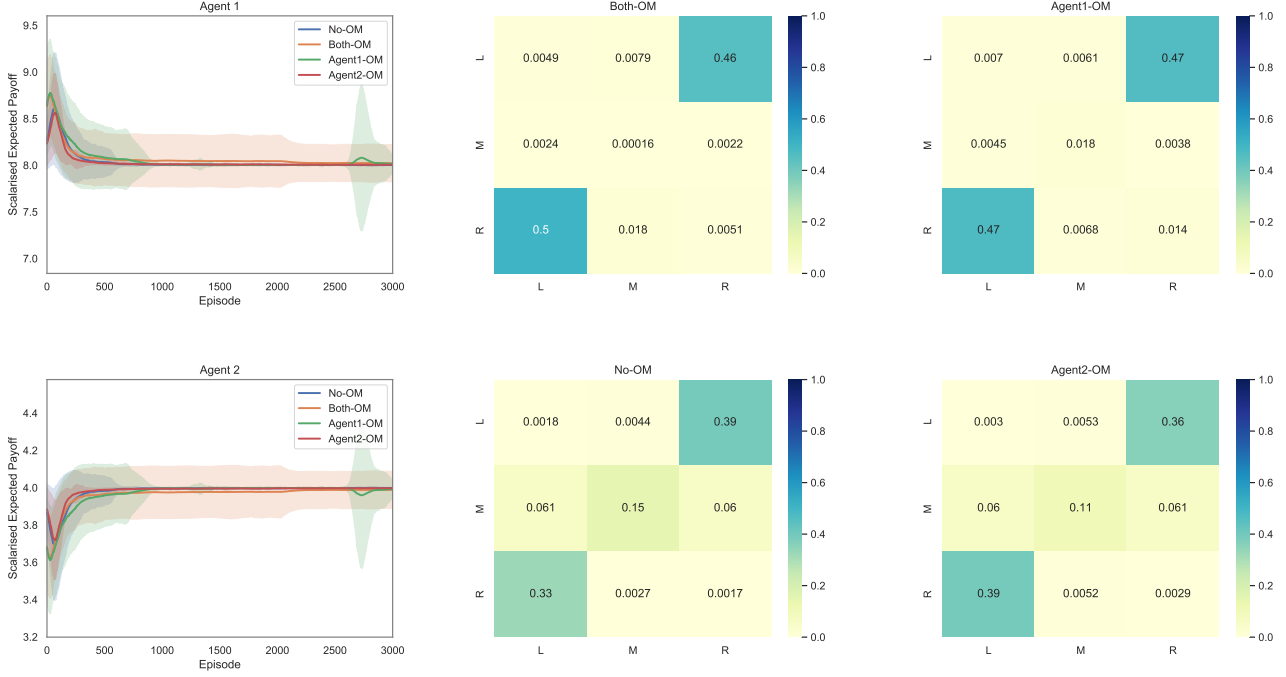 Agent 1
Scalarised Expected Payoff
9.5
9.0
8.5
8.0
7.5
7.0
0 500 1000 1500 2000 2500 3000
Episode
No-OM
Both-OM
Agent1-OM
Agent2-OM
Both-OM
L 0.0049 0.0079 0.46
M 0.0024 0.00016 0.0022
R 0.5 0.018 0.0051
L M R
1.0
0.8
0.6
0.4
0.2
0.0
Agent1-OM
L 0.007 0.0061 0.47
M 0.0045 0.018 0.0038
R 0.47 0.0068 0.014
L M R
1.0
0.8
0.6
0.4
0.2
0.0
Agent 2
Scalarised Expected Payoff
4.4
4.2
4.0
3.8
3.6
3.4
3.2
0 500 1000 1500 2000 2500 3000
Episode
No-OM
Both-OM
Agent1-OM
Agent2-OM
No-OM
L 0.0018 0.0044 0.39
M 0.061 0.15 0.06
R 0.33 0.0027 0.0017
L M R
1.0
0.8
0.6
0.4
0.2
0.0
Agent2-OM
L 0.003 0.0053 0.36
M 0.06 0.11 0.061
R 0.39 0.0052 0.0029
L M R
1.0
0.8
0.6
0.4
0.2
0.0